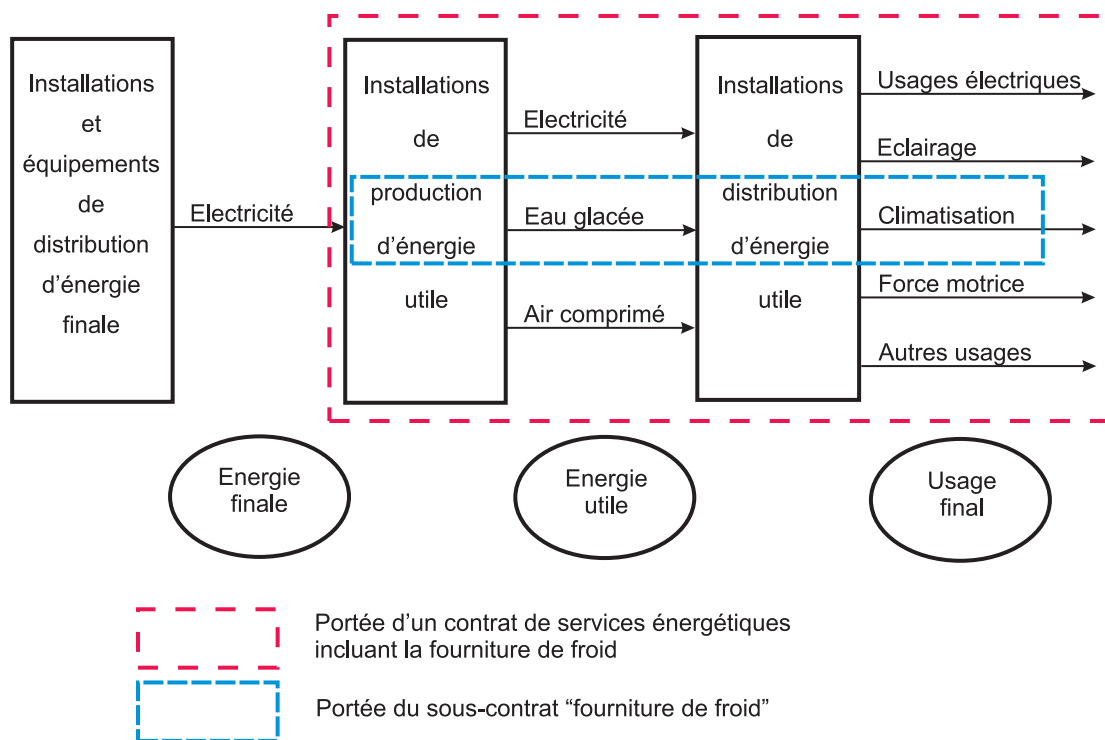 Installations
et
équipements
de
distribution
d’énergie
finale
Electricité
Installations
de
production
d’énergie
utile
Electricité
Eau glacée
Air comprimé
Installations
de
distribution
d’énergie
utile
Usages électriques
Eclairage
Climatisation
Force motrice
Autres usages
Energie
finale
Energie
utile
Usage
final
Portée d’un contrat de services énergétiques
incluant la fourniture de froid
Portée du sous-contrat “fourniture de froid”